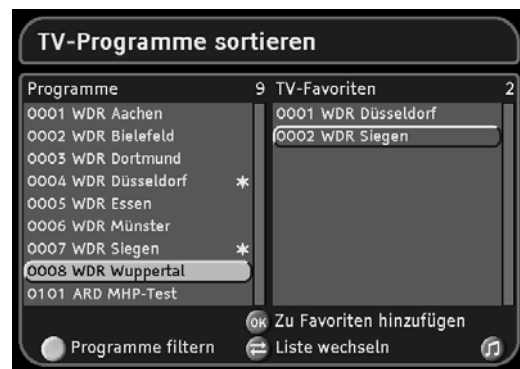 TV-Programme sortieren
Programme 9
0001 WDR Aachen
0002 WDR Bielefeld
0003 WDR Dortmund
0004 WDR Düsseldorf *
0005 WDR Essen
0006 WDR Münster
0007 WDR Siegen *
0008 WDR Wuppertal
0101 ARD MHP-Test
TV-Favoriten 2
0001 WDR Düsseldorf
0002 WDR Siegen
OK Zu Favoriten hinzufügen
Programme filtern
Liste wechseln